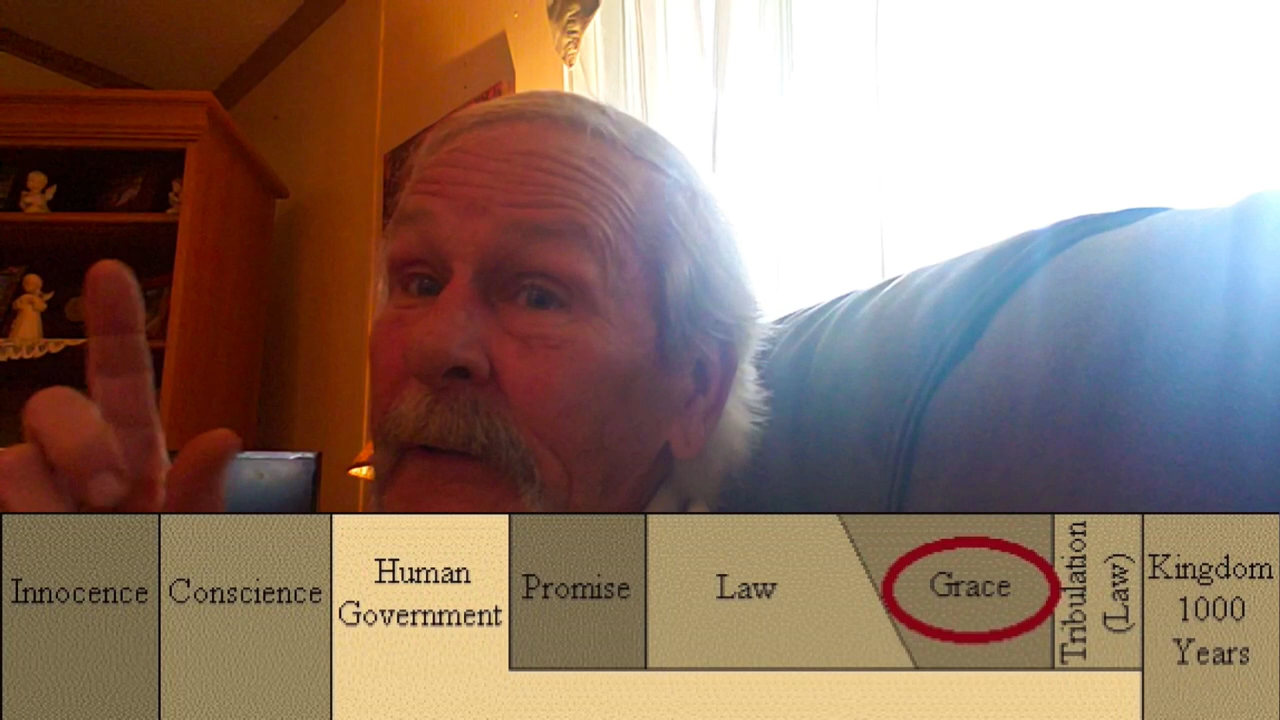 Innocence
Conscience
Human
Government
Promise
Law
Grace
Tribulation
(Law)
Kingdom
1000
Years